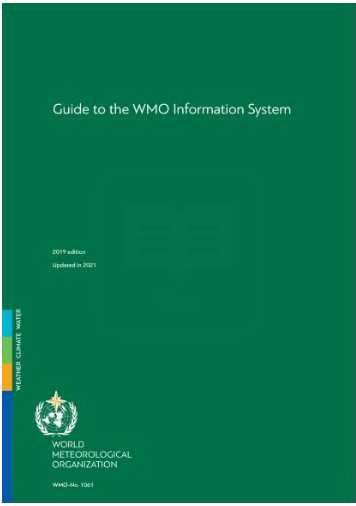 Guide to the WMO Information System
2019 edition
Updated in 2021
WEATHER CLIMATE WATER
WORLD
METEOROLOGICAL
ORGANIZATION
WMO-No. 1061